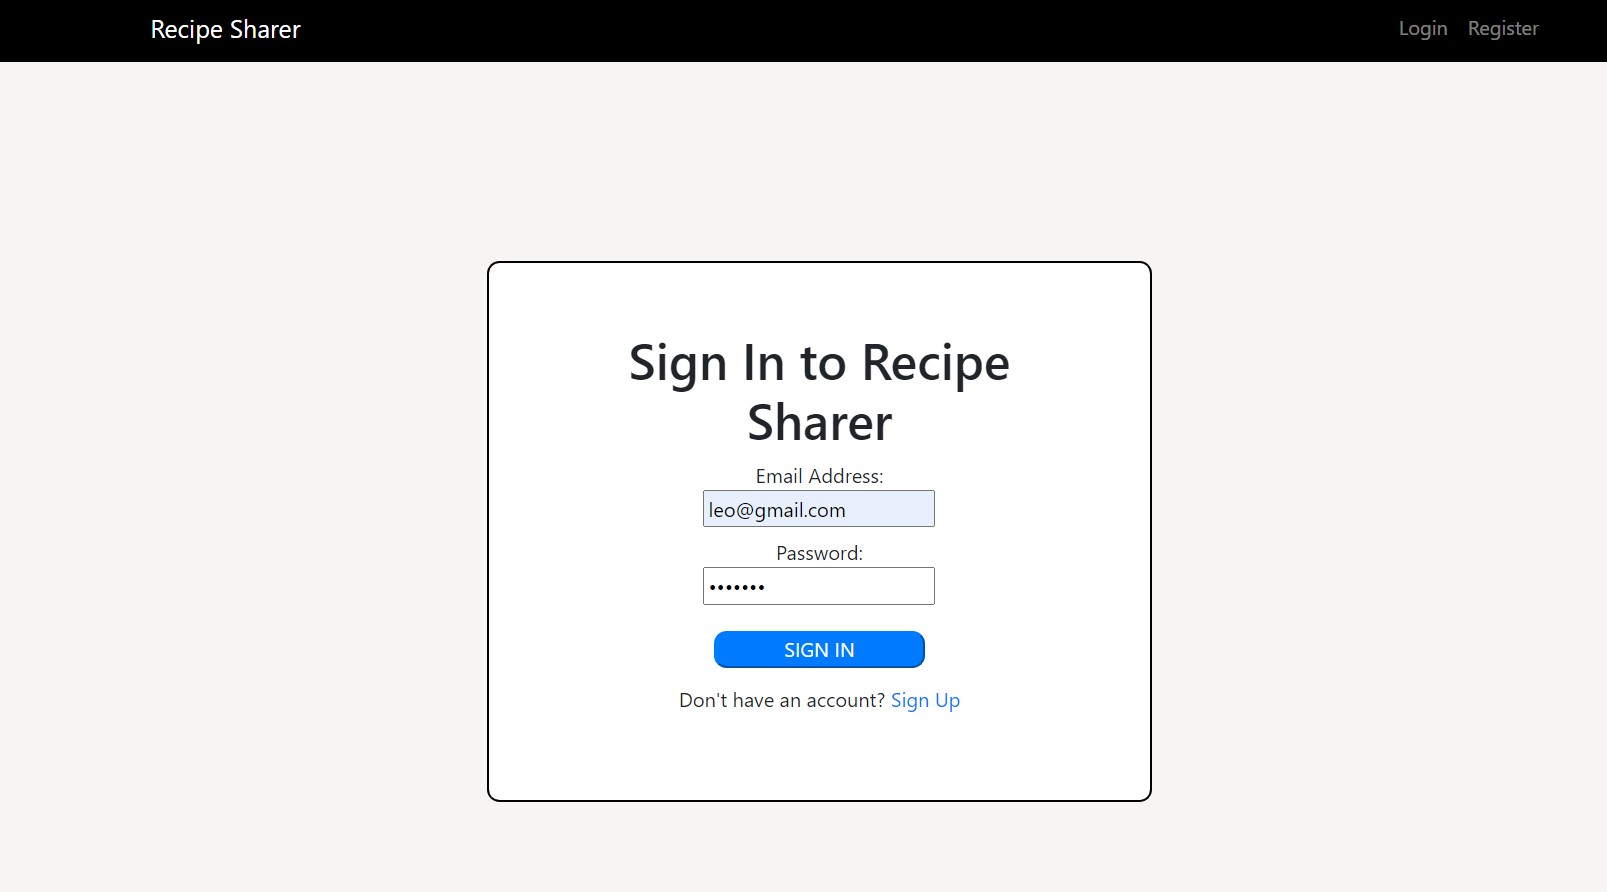 Recipe Sharer
Login Register
Sign In to Recipe
Sharer
Email Address:
leo@gmail.com
Password:
•••••••
SIGN IN
Don't have an account? Sign Up